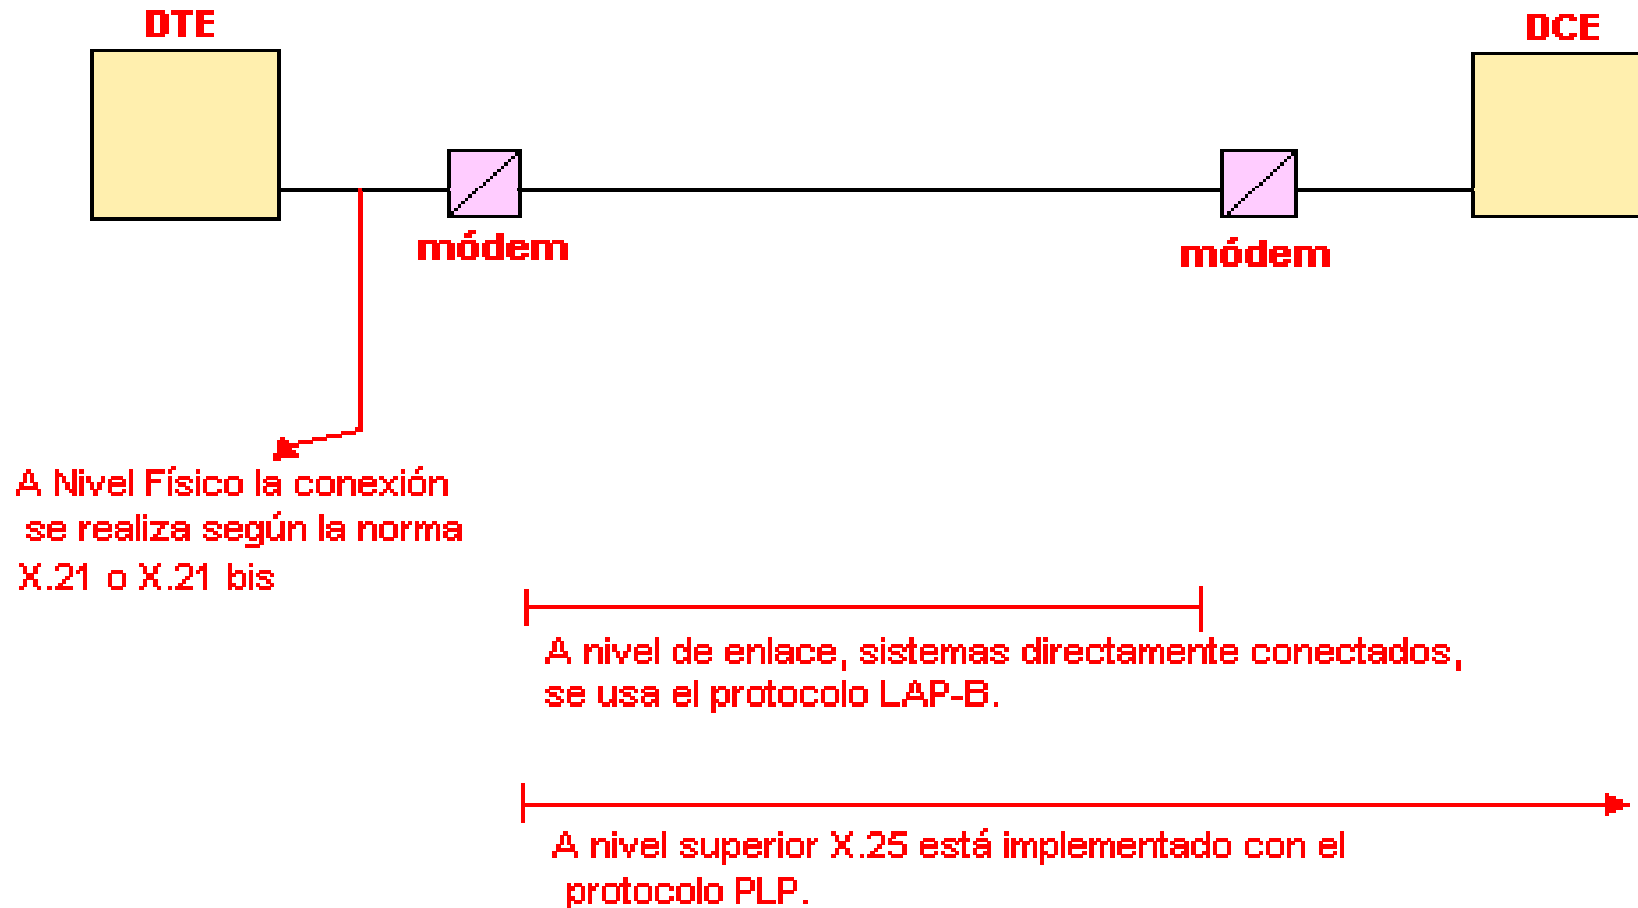 DTE
DCE
módem
módem
A Nivel Físico la conexión
se realiza según la norma
X.21 o X.21 bis
A nivel de enlace, sistemas directamente conectados,
se usa el protocolo LAP-B.
A nivel superior X.25 está implementado con el
protocolo PLP.